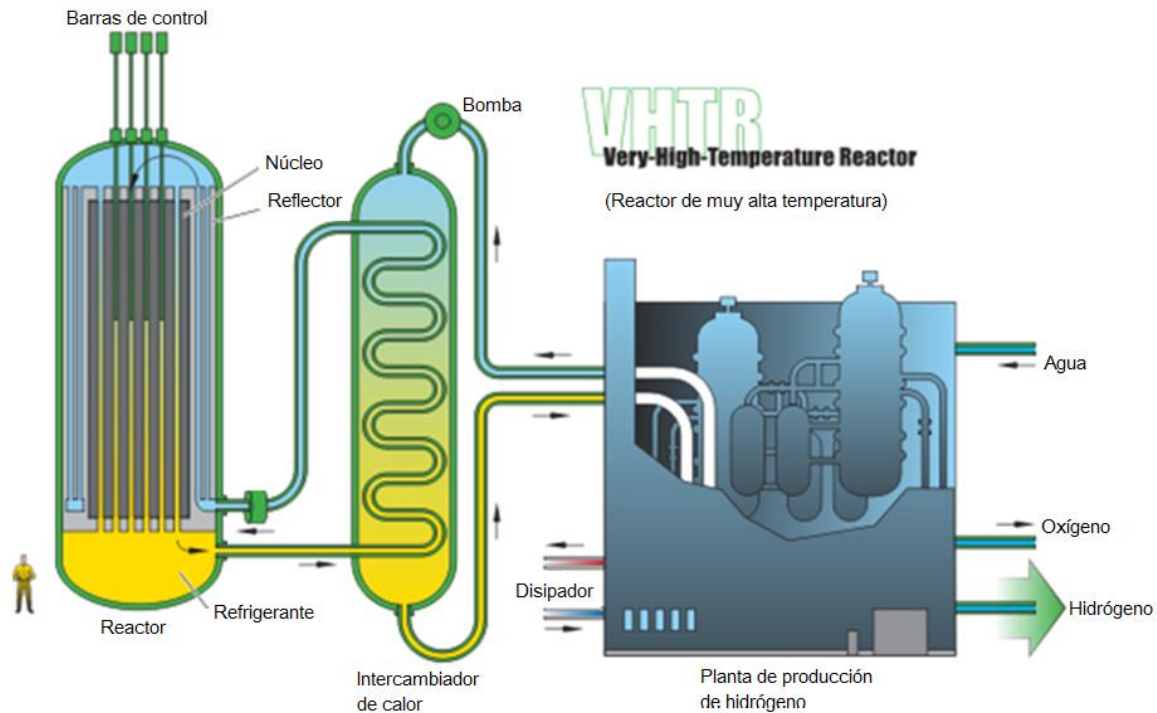 Barras de control
Bomba
VHTR
Very-High-Temperature Reactor
(Reactor de muy alta temperatura)
Núcleo
Reflector
Agua
Oxígeno
Disipador
Hidrógeno
Refrigerante
Reactor
Intercambiador
de calor
Planta de producción
de hidrógeno